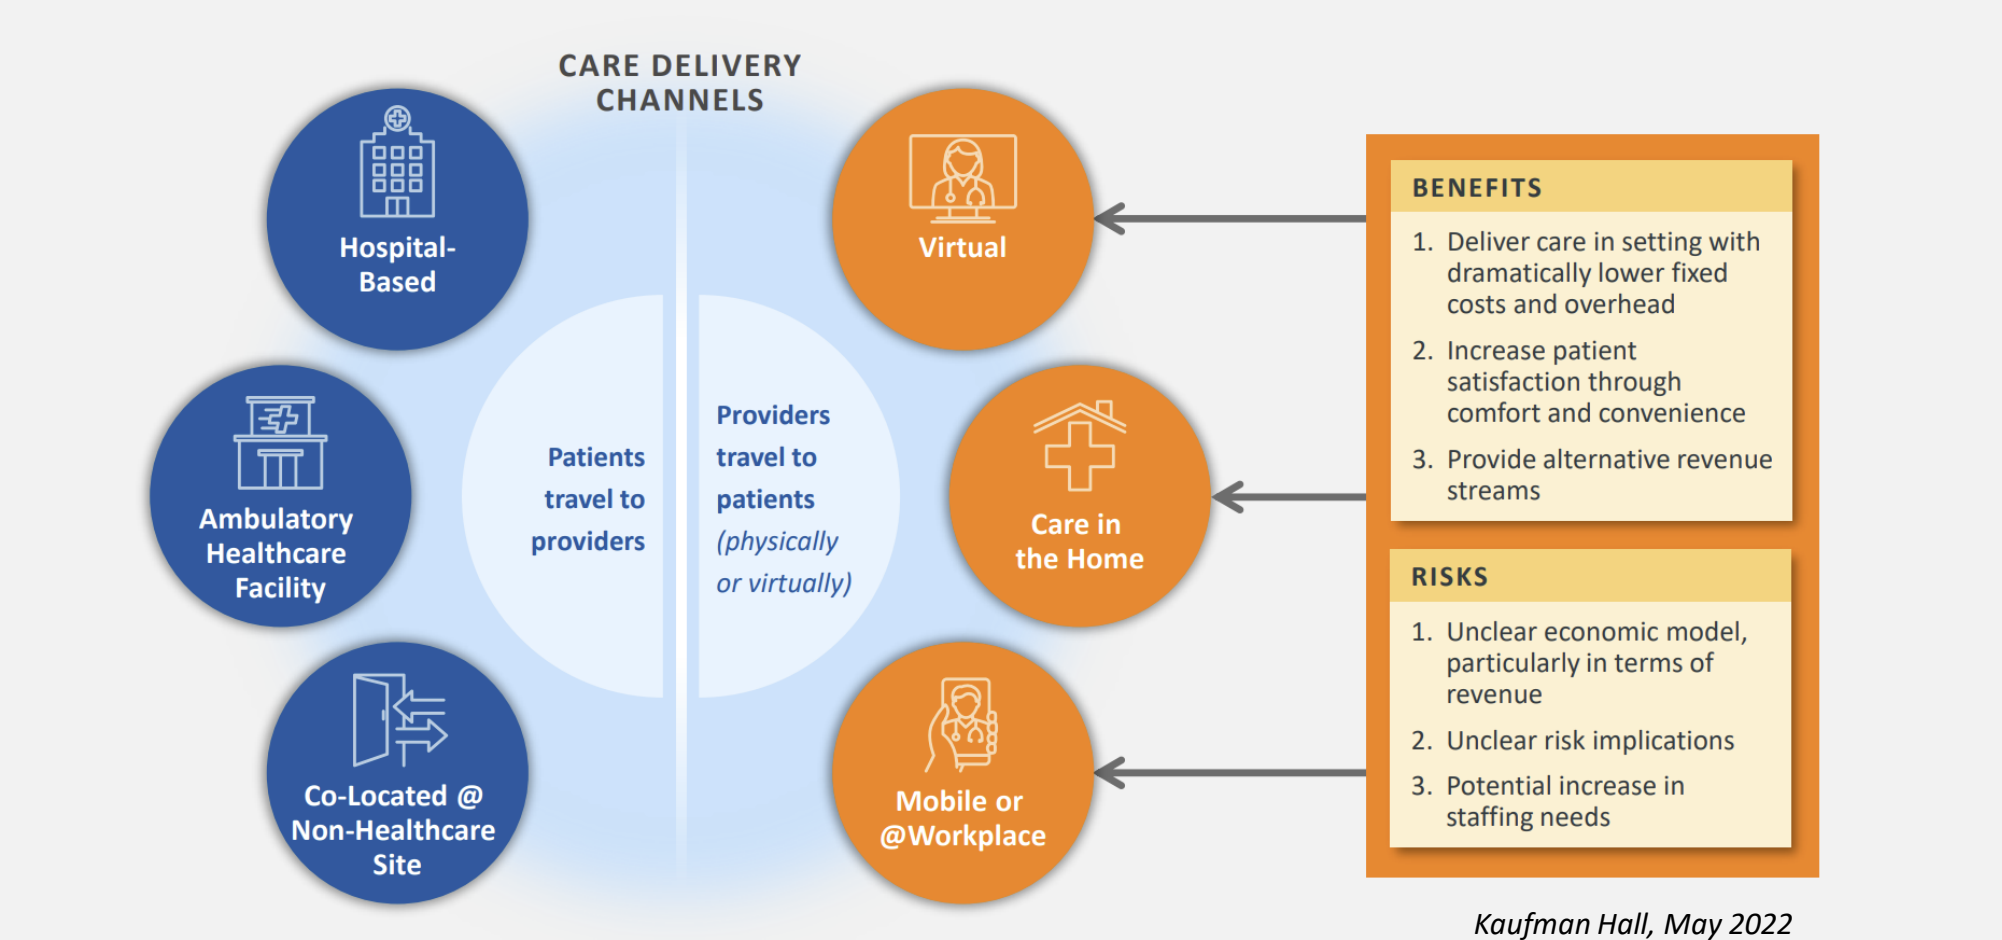 CARE DELIVERY
CHANNELS
Hospital-
Based
Ambulatory
Healthcare
Facility
Co-Located @
Non-Healthcare
Site
Patients
travel to
providers
Providers
travel to
patients
(physically
or virtually)
Virtual
Care in
the Home
Mobile or
@Workplace
BENEFITS
1. Deliver care in setting with
dramatically lower fixed
costs and overhead
2. Increase patient
satisfaction through
comfort and convenience
3. Provide alternative revenue
streams
RISKS
1. Unclear economic model,
particularly in terms of
revenue
2. Unclear risk implications
3. Potential increase in
staffing needs
Kaufman Hall, May 2022